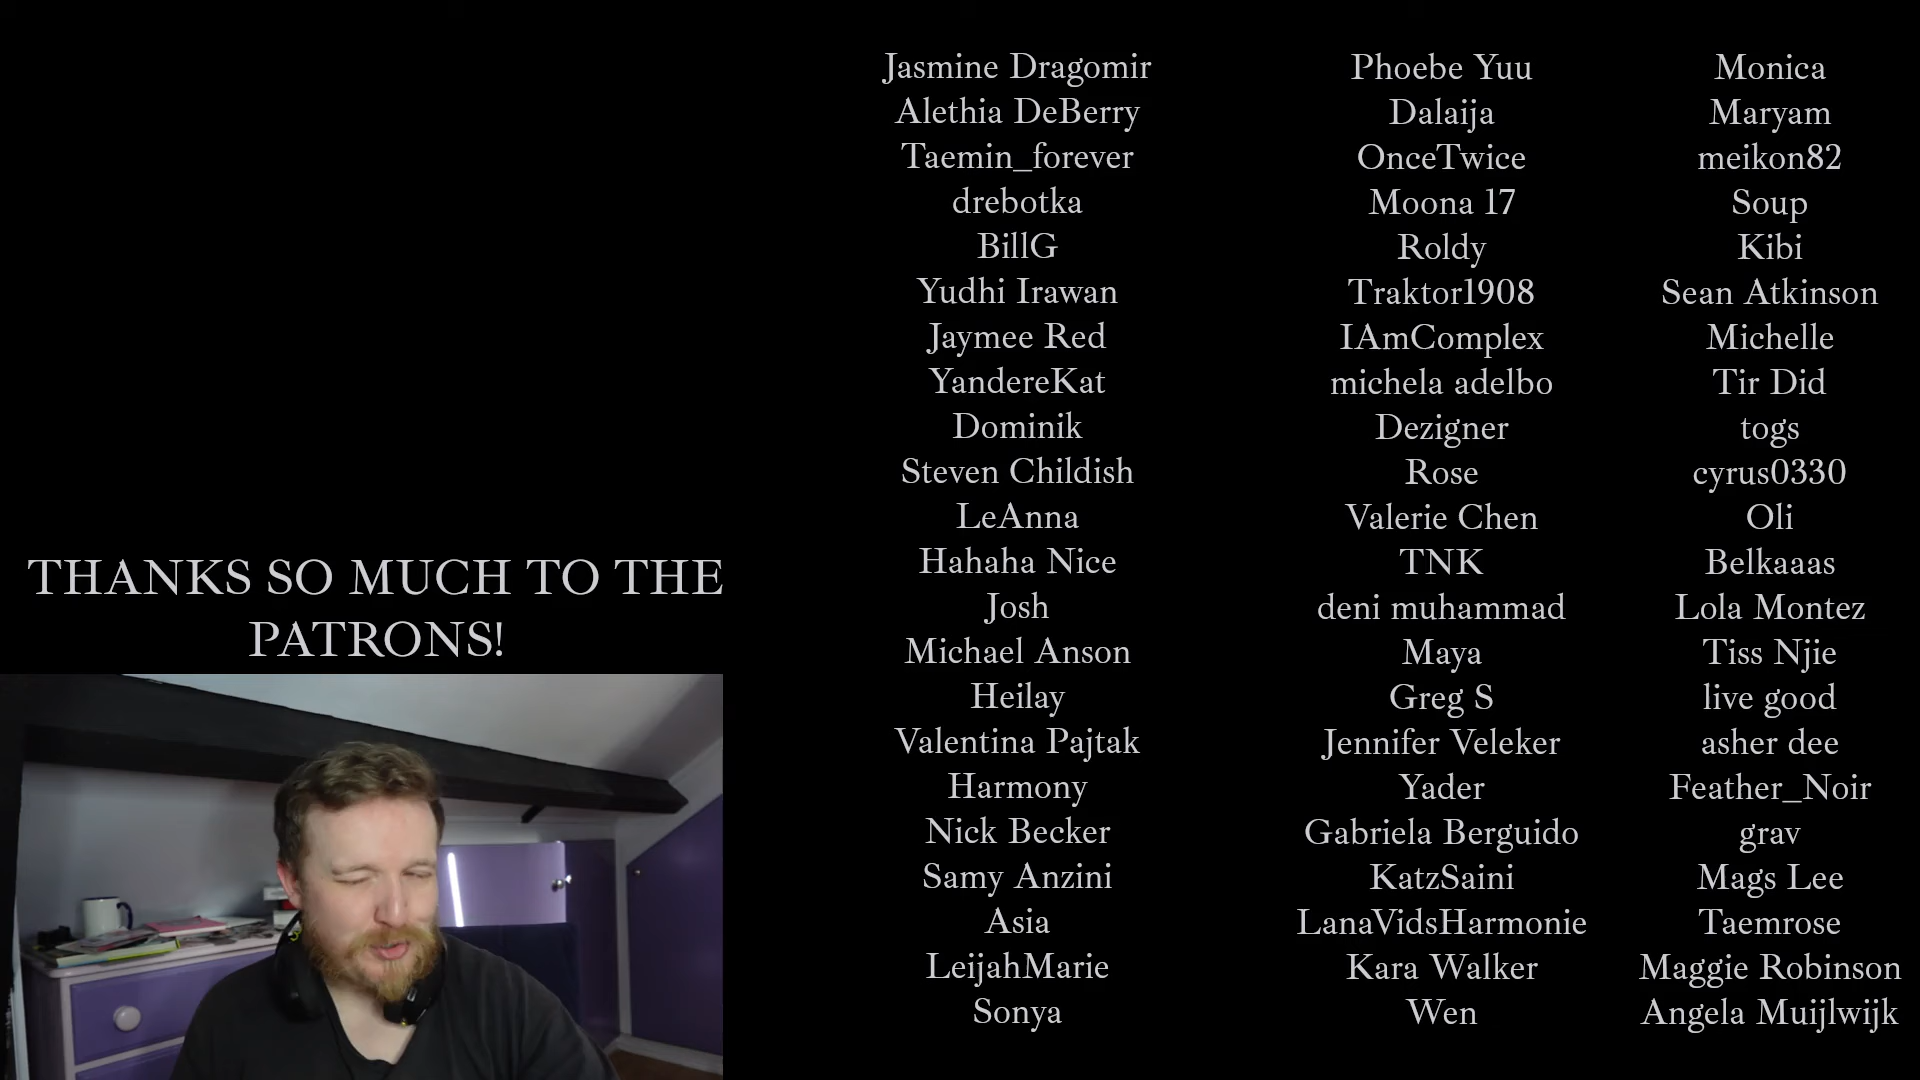 THANKS SO MUCH TO THE
PATRONS!
Jasmine Dragomir
Alethia DeBerry
Taemin_forever
drebotka
BillG
Yudhi Irawan
Jaymee Red
YandereKat
Dominik
Steven Childish
LeAnna
Hahaha Nice
Josh
Michael Anson
Heilay
Valentina Pajtak
Harmony
Nick Becker
Samy Anzini
Asia
LeijahMarie
Sonya
Phoebe Yuu
Dalaija
OnceTwice
Moona 17
Roldy
Traktor1908
IAmComplex
michela adelbo
Dezigner
Rose
Valerie Chen
TNK
deni muhammad
Maya
Greg S
Jennifer Veleker
Yader
Gabriela Berguido
KatzSaini
LanaVidsHarmonie
Kara Walker
Wen
Monica
Maryam
meikon82
Soup
Kibi
Sean Atkinson
Michelle
Tir Did
togs
cyrus0330
Oli
Belkaaas
Lola Montez
Tiss Njie
live good
asher dee
Feather_Noir
grav
Mags Lee
Taemrose
Maggie Robinson
Angela Muijlwijk